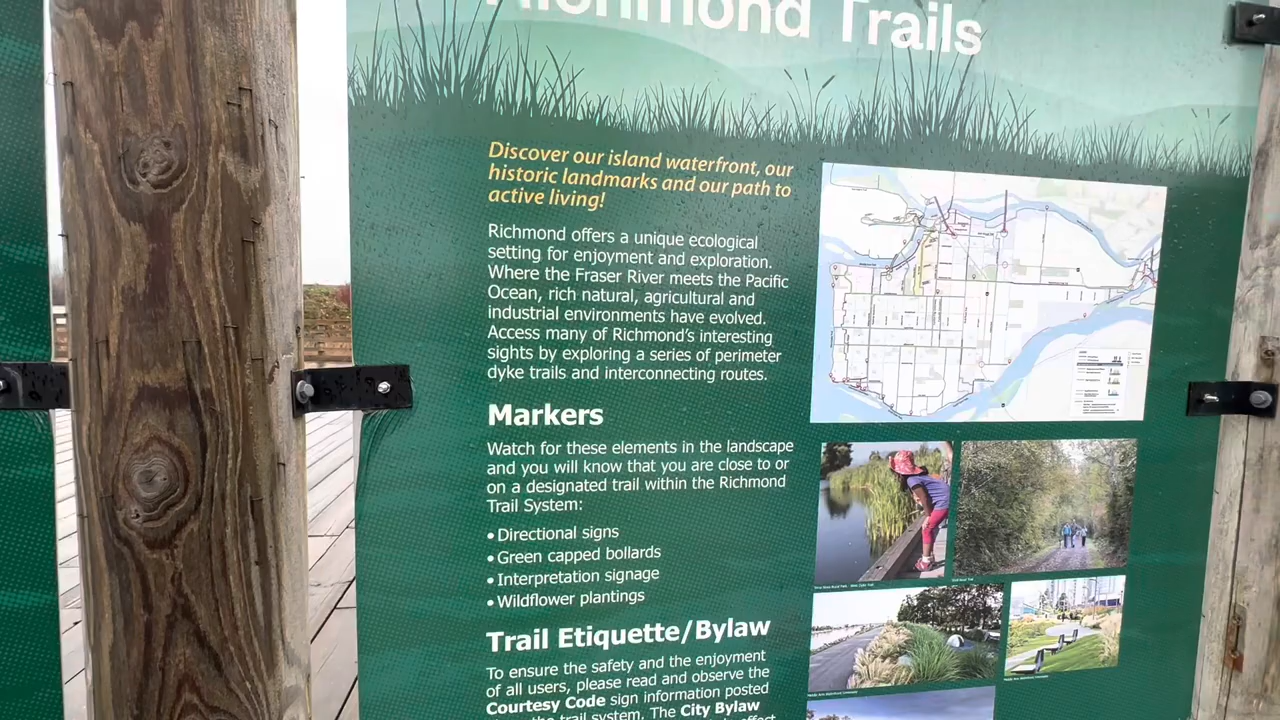 Richmond Trails
Discover our island waterfront, our
historic landmarks and our path to
active living!
Richmond offers a unique ecological
setting for enjoyment and exploration.
Where the Fraser River meets the Pacific
Ocean, rich natural, agricultural and
industrial environments have evolved.
Access many of Richmond's interesting
sights by exploring a series of perimeter
dyke trails and interconnecting routes.
Markers
Watch for these elements in the landscape
and you will know that you are close to or
on a designated trail within the Richmond
Trail System:
• Directional signs
• Green capped bollards
• Interpretation signage
• Wildflower plantings
Trail Etiquette/Bylaw
To ensure the safety and the enjoyment
of all users, please read and observe the
Courtesy Code sign information posted
the trail system. The City Bylaw